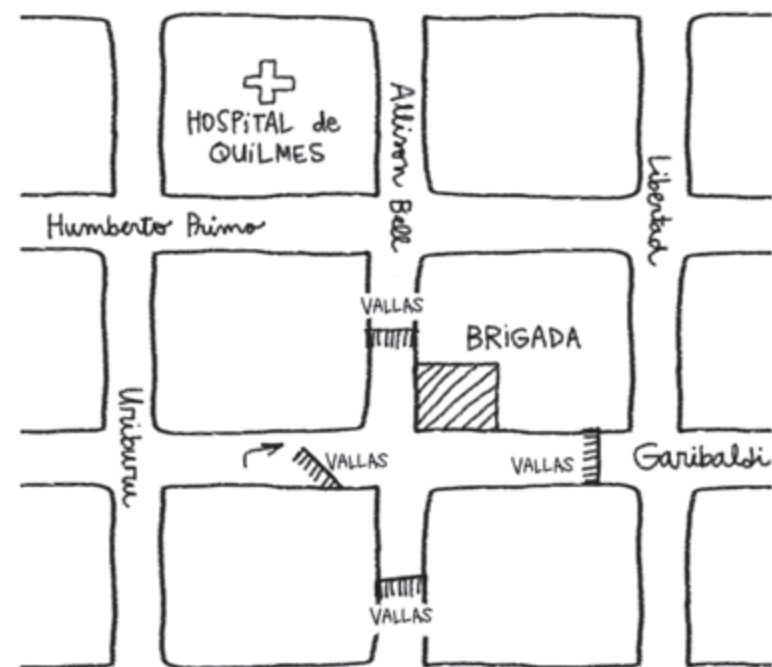 HOSPITAL de
QUILMES
Allison Bell
Libertad
Humberto Primo
VALLAS
BRIGADA
Uriburu
VALLAS
VALLAS
Garibaldi
VALLAS